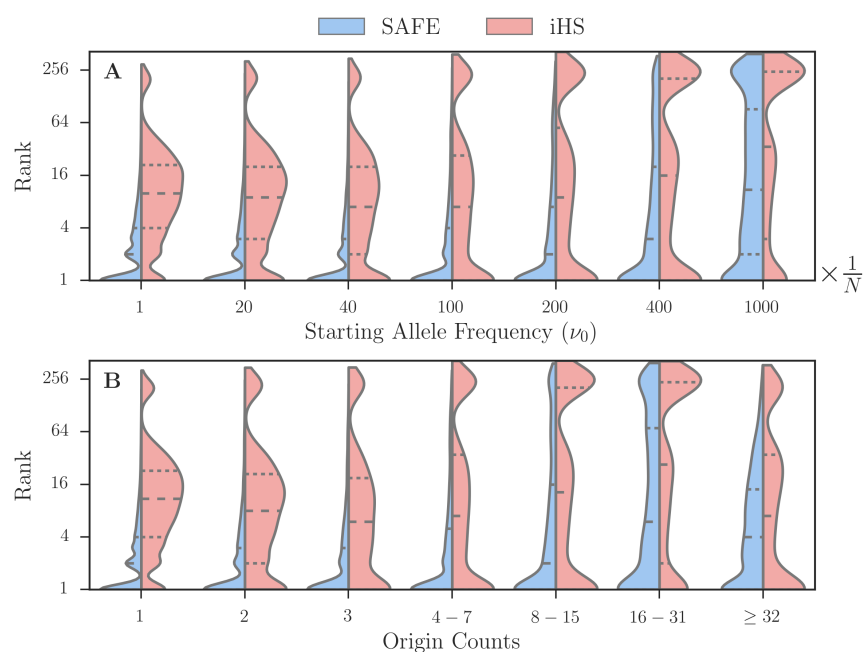 SAFE iHS
A
Rank
256
64
16
4
1
1 20 40 100 200 400 1000
× 1/N
Starting Allele Frequency (ν₀)
B
Rank
256
64
16
4
1
1 2 3 4 − 7 8 − 15 16 − 31 ≥ 32
Origin Counts